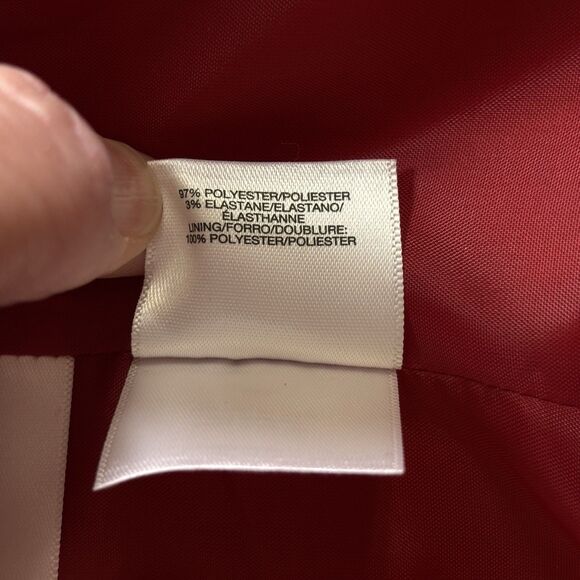 97% POLYESTER/POLIESTER
3% ELASTANE/ELASTANO/
ÉLASTHANNE
LINING/FORRO/DOUBLURE:
100% POLYESTER/POLIESTER